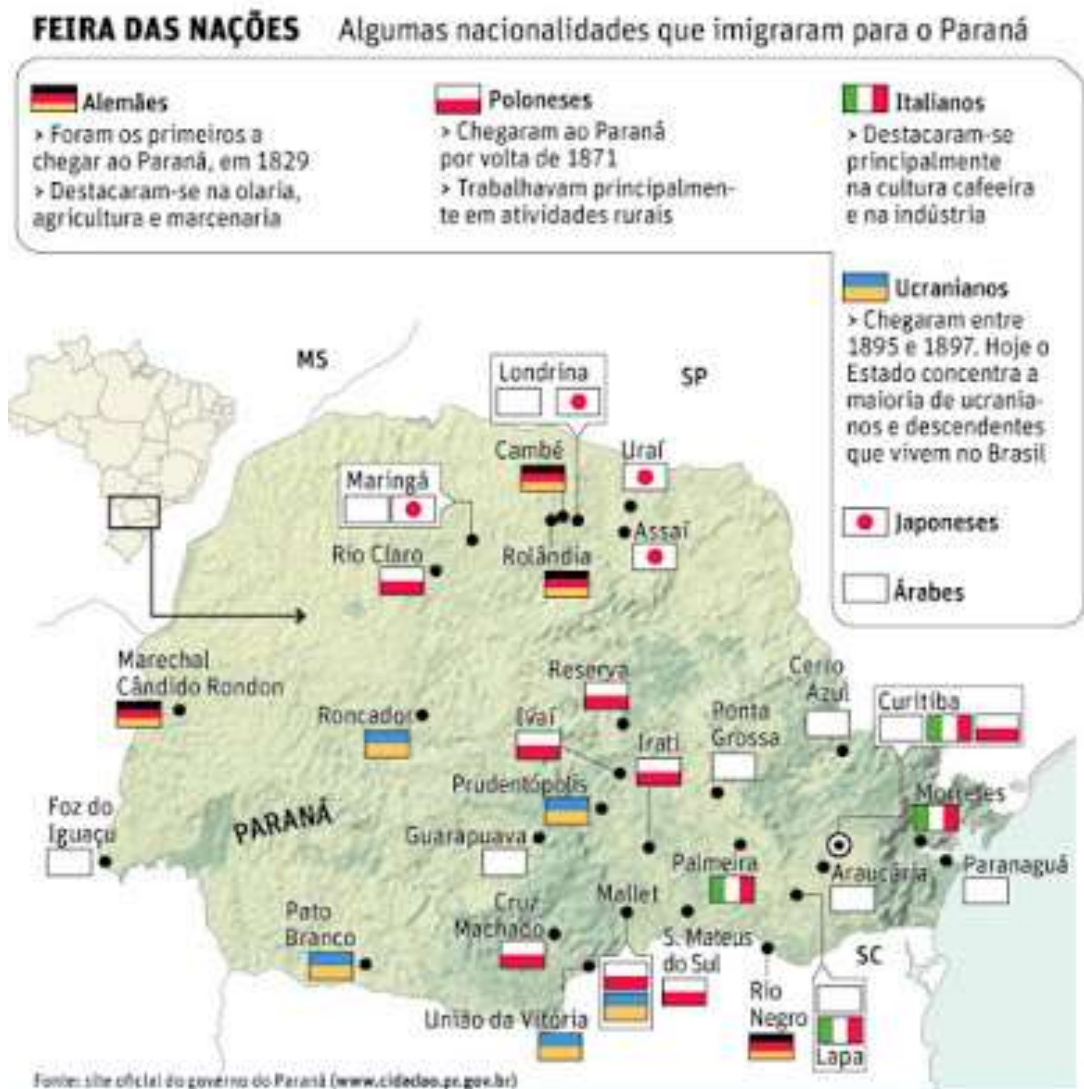 FEIRA DAS NAÇÕES Algumas nacionalidades que imigraram para o Paraná
Alemães
> Foram os primeiros a
chegar ao Paraná, em 1829
> Destacaram-se na olaria,
agricultura e marcenaria
Poloneses
> Chegaram ao Paraná
por volta de 1871
> Trabalhavam principalmen-
te em atividades rurais
Italianos
> Destacaram-se
principalmente
na cultura cafeeira
e na indústria
Ucranianos
> Chegaram entre
1895 e 1897. Hoje o
Estado concentra a
maioria de ucrania-
nos e descendentes
que vivem no Brasil
Japoneses
Árabes
MS
SP
Londrina
Cambé
Uraí
Maringá
Assaí
Rio Claro
Rolândia
Marechal
Cândido Rondon
Reserva
Cerro
Azul
Curitiba
Roncador
Ivaí
Ponta
Grossa
Irati
Prudentópolis
Morretes
Foz do
Iguaçu
PARANÁ
Guarapuava
Palmeira
Araucária
Paranaguá
Mallet
Cruz
Machado
Pato
Branco
S. Mateus
do Sul
SC
Rio
Negro
União da Vitória
Lapa
Fonte: site oficial do governo do Paraná (www.cidadao.pr.gov.br)